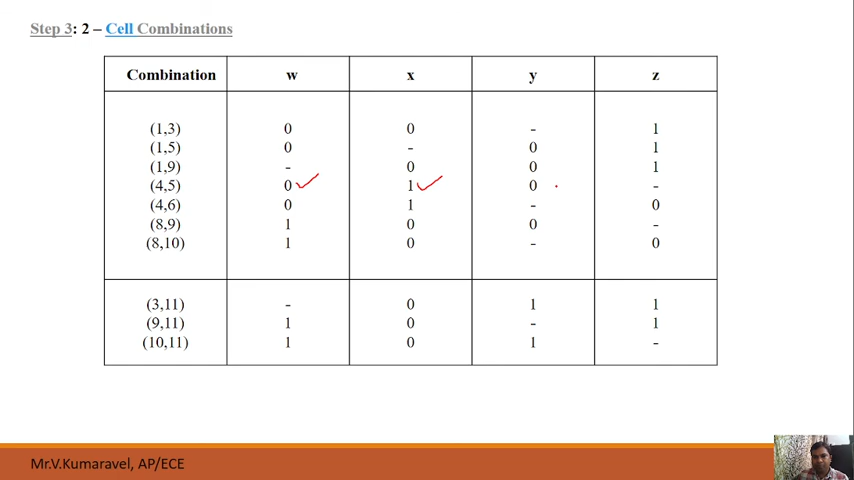 Step 3: 2 – Cell Combinations
Combination w x y z
(1,3) 0 0 - 1
(1,5) 0 - 0 1
(1,9) - 0 0 1
(4,5) 0 1 0 -
(4,6) 0 1 - 0
(8,9) 1 0 0 -
(8,10) 1 0 - 0
(3,11) - 0 1 1
(9,11) 1 0 - 1
(10,11) 1 0 1 -
Mr.V.Kumaravel, AP/ECE